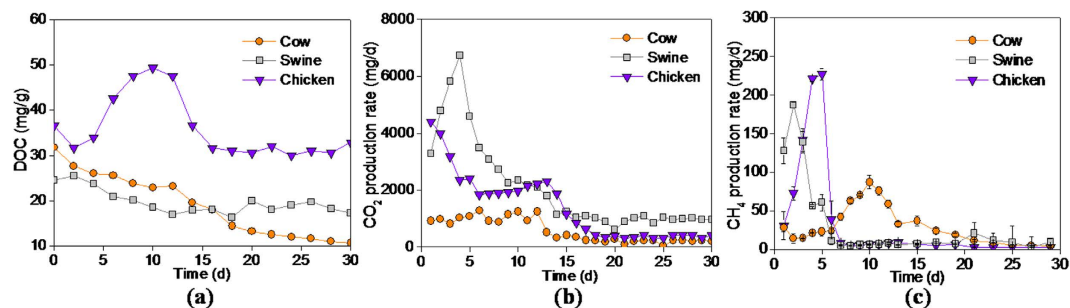 60
50
40
30
20
10
DOC (mg/g)
Cow
Swine
Chicken
0 5 10 15 20 25 30
Time (d)
(a)
8000
6000
4000
2000
0
CO2 production rate (mg/d)
Cow
Swine
Chicken
0 5 10 15 20 25 30
Time (d)
(b)
300
250
200
150
100
50
0
CH4 production rate (mg/d)
Cow
Swine
Chicken
0 5 10 15 20 25 30
Time (d)
(c)